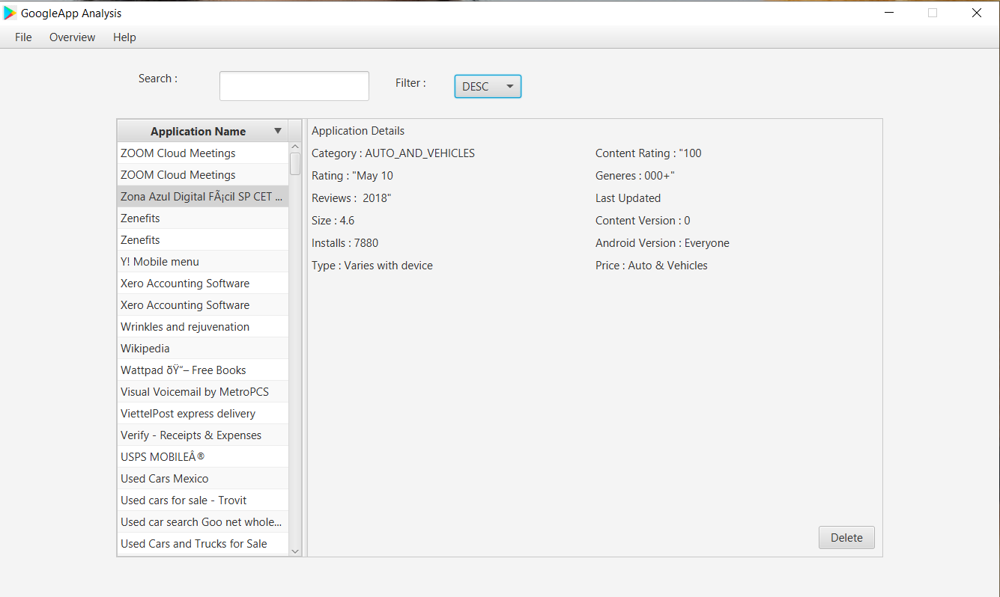 GoogleApp Analysis
File Overview Help
Search :
Filter :
DESC
Application Name
ZOOM Cloud Meetings
ZOOM Cloud Meetings
Zona Azul Digital FÃ¡cil SP CET ...
Zenefits
Zenefits
Y! Mobile menu
Xero Accounting Software
Xero Accounting Software
Wrinkles and rejuvenation
Wikipedia
Wattpad ðŸ“– Free Books
Visual Voicemail by MetroPCS
ViettelPost express delivery
Verify - Receipts & Expenses
USPS MOBILEÂ®
Used Cars Mexico
Used cars for sale - Trovit
Used car search Goo net whole...
Used Cars and Trucks for Sale
Application Details
Category : AUTO_AND_VEHICLES
Rating : "May 10
Reviews :  2018"
Size : 4.6
Installs : 7880
Type : Varies with device
Content Rating : "100
Generes : 000+"
Last Updated
Content Version : 0
Android Version : Everyone
Price : Auto & Vehicles
Delete